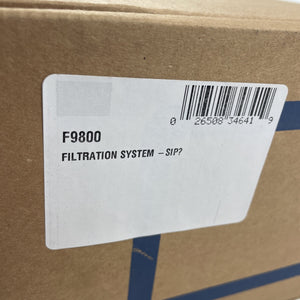 0 26508 34641 9
F9800
FILTRATION SYSTEM – SIP?